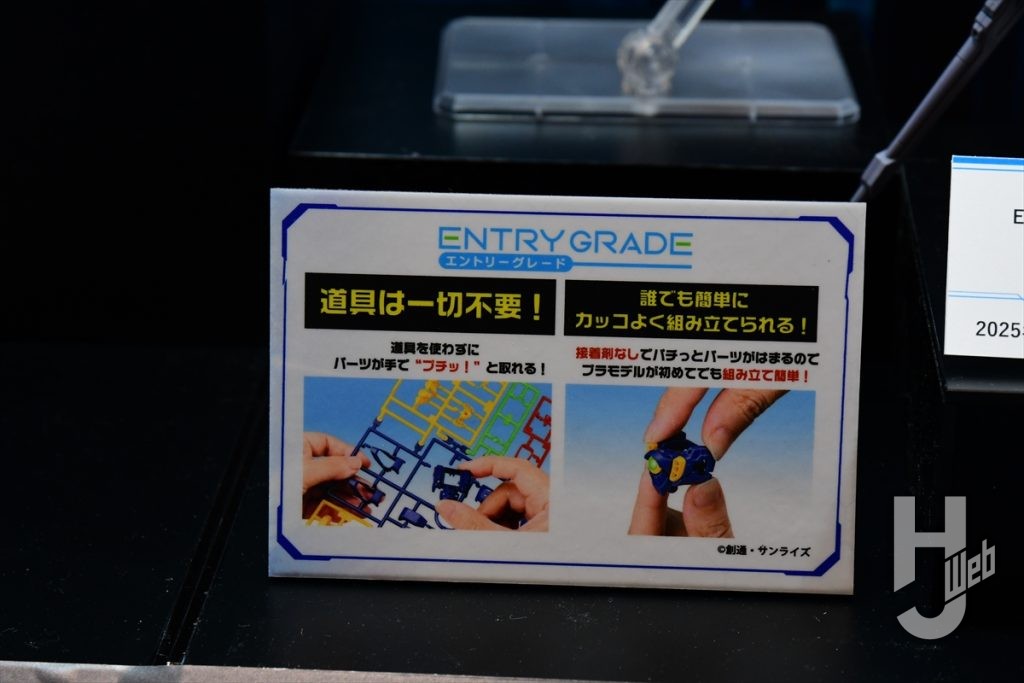 ENTRY GRADE
エントリーグレード
道具は一切不要！
道具を使わずに
パーツが手で“プチッ！”と取れる！
誰でも簡単に
カッコよく組み立てられる！
接着剤なしでパチっとパーツがはまるので
プラモデルが初めてでも組み立て簡単！
©創通・サンライズ
E
2025
HJ Web